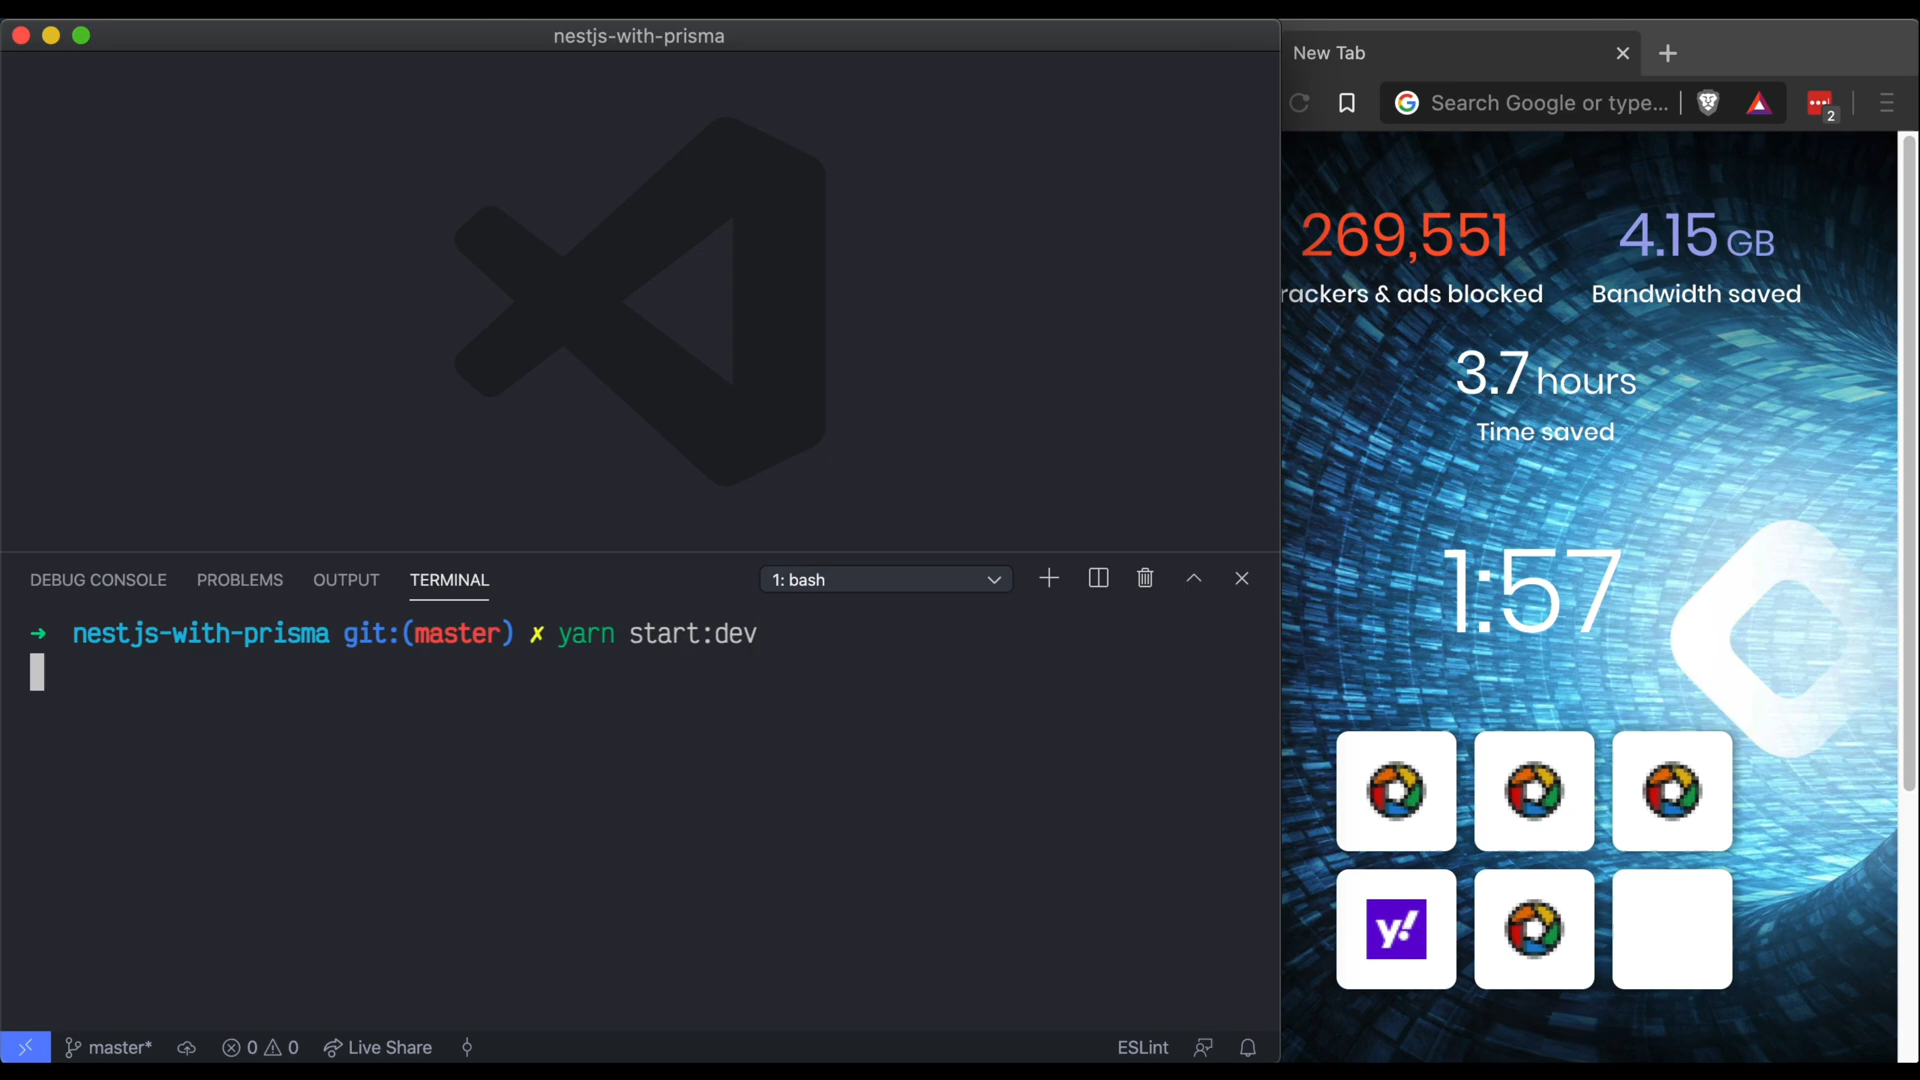 nestjs-with-prisma
New Tab
Search Google or type...
2
269,551
rackers & ads blocked
4.15 GB
Bandwidth saved
3.7 hours
Time saved
1:57
y!
DEBUG CONSOLE
PROBLEMS
OUTPUT
TERMINAL
1: bash
➜ nestjs-with-prisma git:(master) ✗ yarn start:dev
master*
0
0
Live Share
ESLint